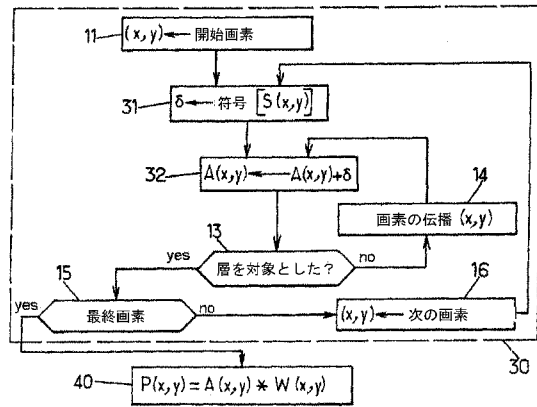 11 (x,y) ← 開始画素
31 δ ← 符号 [S(x,y)]
32 A(x,y) ← A(x,y)+δ
14
画素の伝播 (x,y)
13
yes 層を対象とした? no
15
16
yes 最終画素 no (x,y) ← 次の画素
30
40 P(x,y) = A(x,y) * W(x,y)